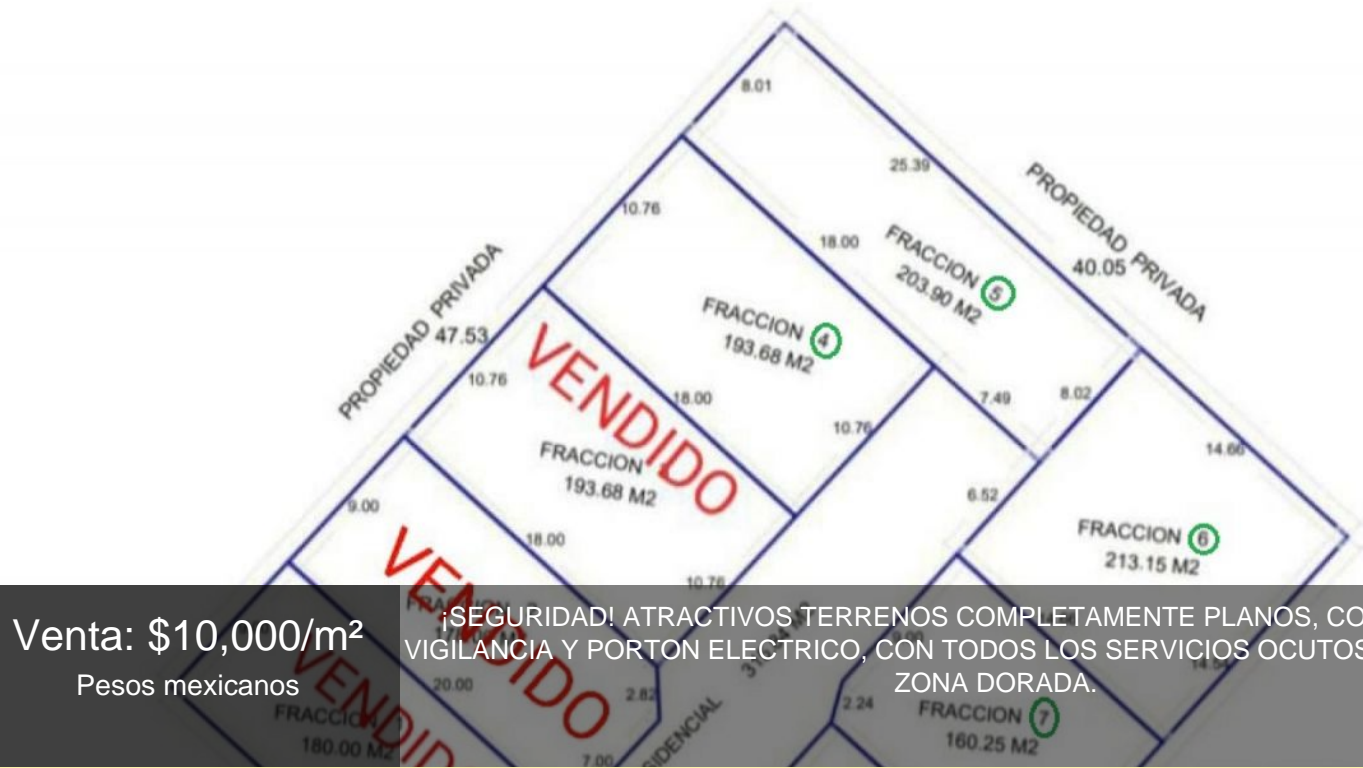 8.01
25.39
PROPIEDAD PRIVADA
40.05
10.76
18.00
FRACCION 5
203.90 M2
PROPIEDAD PRIVADA
47.53
FRACCION 4
193.68 M2
10.76
VENDIDO
18.00
10.76
7.49
8.02
14.66
FRACCION
193.68 M2
6.52
9.00
18.00
FRACCION 6
213.15 M2
VENDIDO
10.76
Venta: $10,000/m²
Pesos mexicanos
¡SEGURIDAD! ATRACTIVOS TERRENOS COMPLETAMENTE PLANOS, CO
VIGILANCIA Y PORTON ELECTRICO, CON TODOS LOS SERVICIOS OCUTOS
ZONA DORADA.
20.00
2.82
2.24
SIDENCIAL
FRACCION 7
160.25 M2
VENDID
180.00 M2
7.00